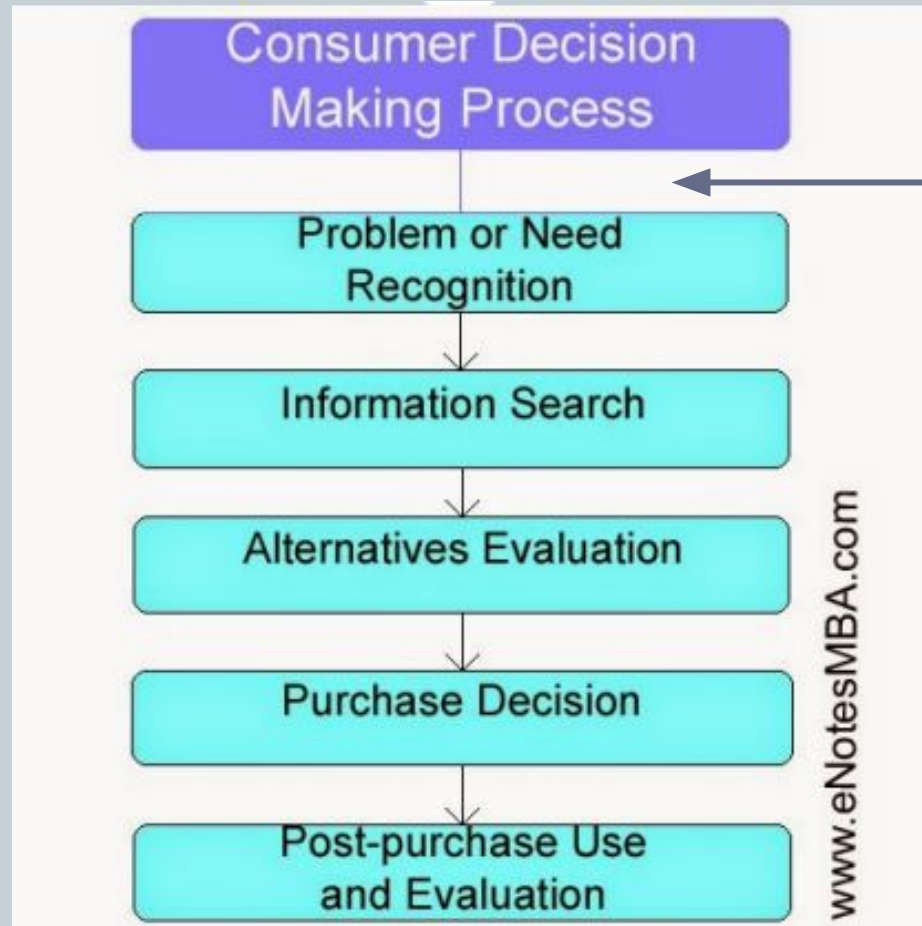 Consumer Decision
Making Process
Problem or Need
Recognition
Information Search
Alternatives Evaluation
Purchase Decision
Post-purchase Use
and Evaluation
www.eNotesMBA.com